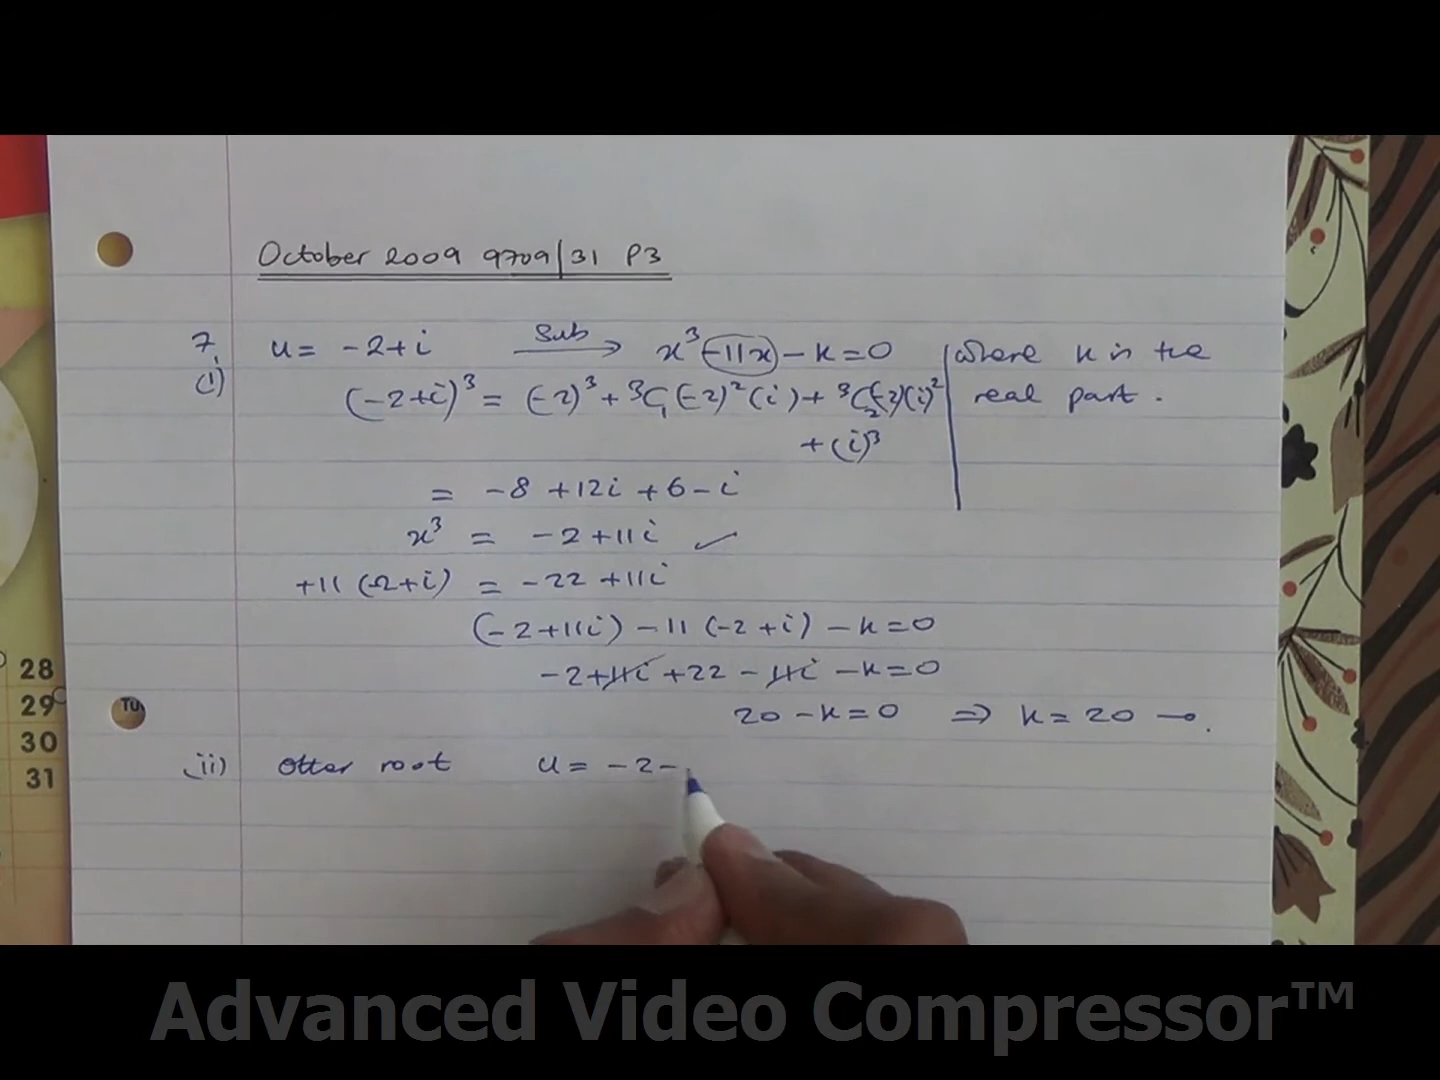 October 2009 9709/31 P3
7, u = -2+i Sub → x³ -11x - k = 0 where k is the
(i) (-2+i)³ = (-2)³ + ³C₁(-2)²(i) + ³C₂(-2)(i)² real part.
+ (i)³
= -8 + 12i + 6 - i
x³ = -2 + 11i ✓
+11 (-2+i) = -22 + 11i
(-2+11i) - 11 (-2+i) - k = 0
-2 + 11i + 22 - 11i - k = 0
20 - k = 0 ⇒ k = 20
(ii) Other root u = -2 -
28
29
TU
30
31
Advanced Video Compressor™